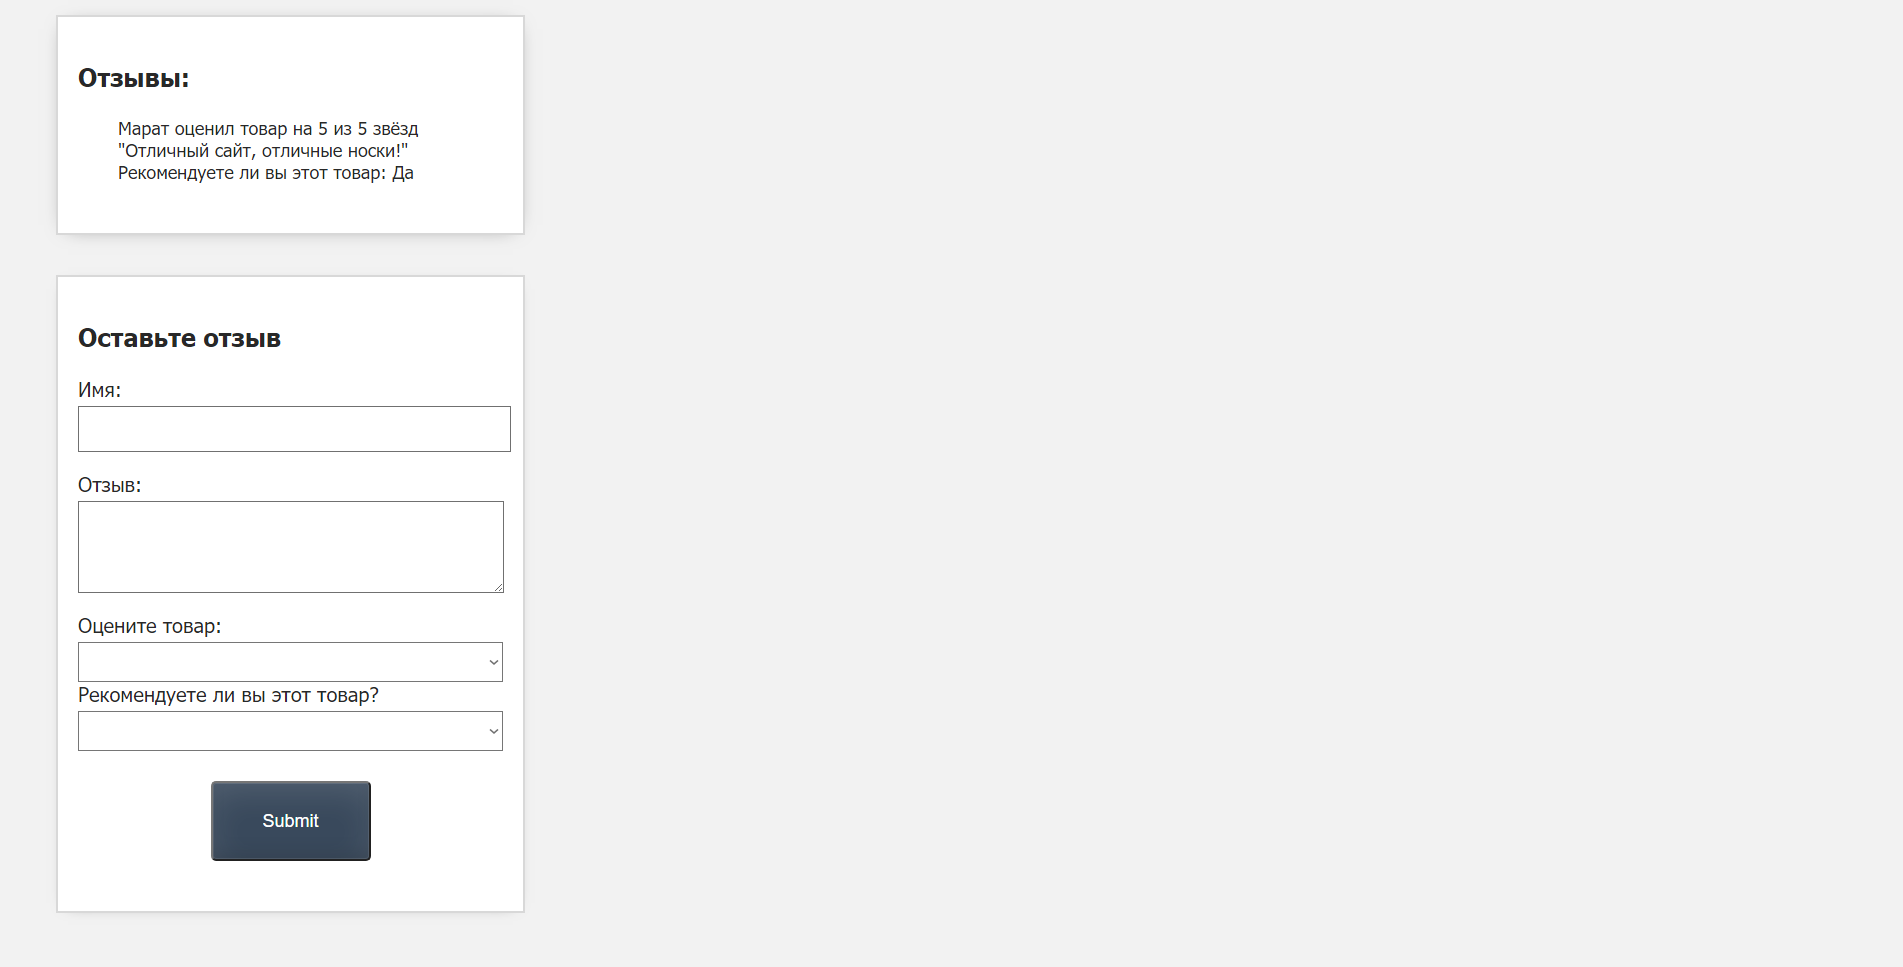 Отзывы:
Марат оценил товар на 5 из 5 звёзд
"Отличный сайт, отличные носки!"
Рекомендуете ли вы этот товар: Да
Оставьте отзыв
Имя:
Отзыв:
Оцените товар:
Рекомендуете ли вы этот товар?
Submit